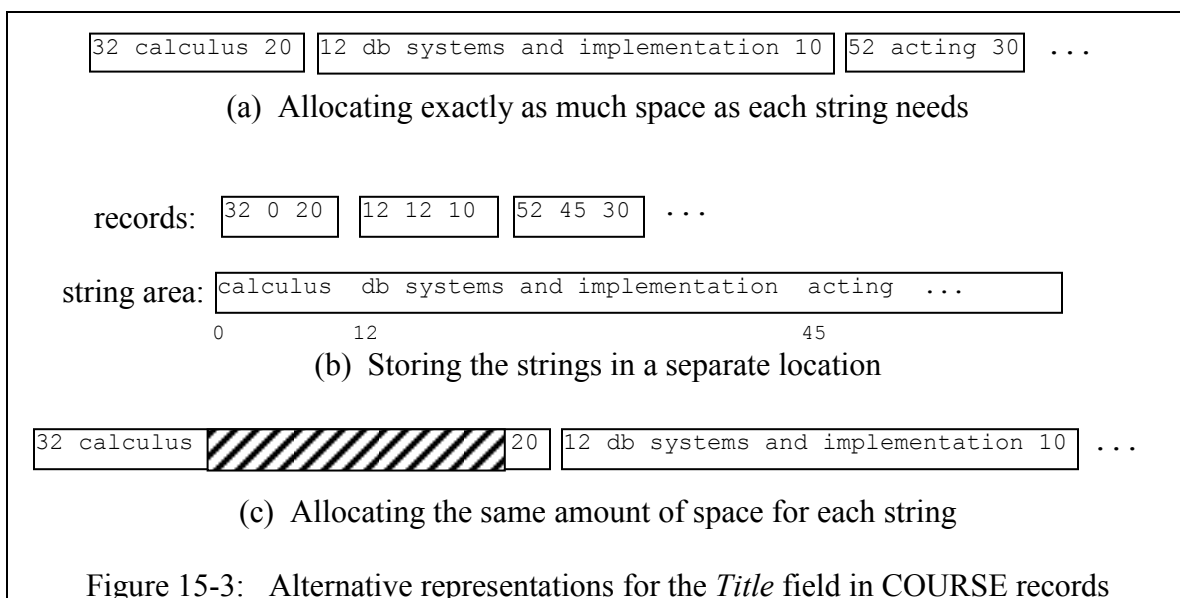 32 calculus 20 12 db systems and implementation 10 52 acting 30 ...
(a) Allocating exactly as much space as each string needs
records: 32 0 20 12 12 10 52 45 30 ...
string area: calculus db systems and implementation acting ...
0 12 45
(b) Storing the strings in a separate location
32 calculus 20 12 db systems and implementation 10 ...
(c) Allocating the same amount of space for each string
Figure 15-3: Alternative representations for the Title field in COURSE records